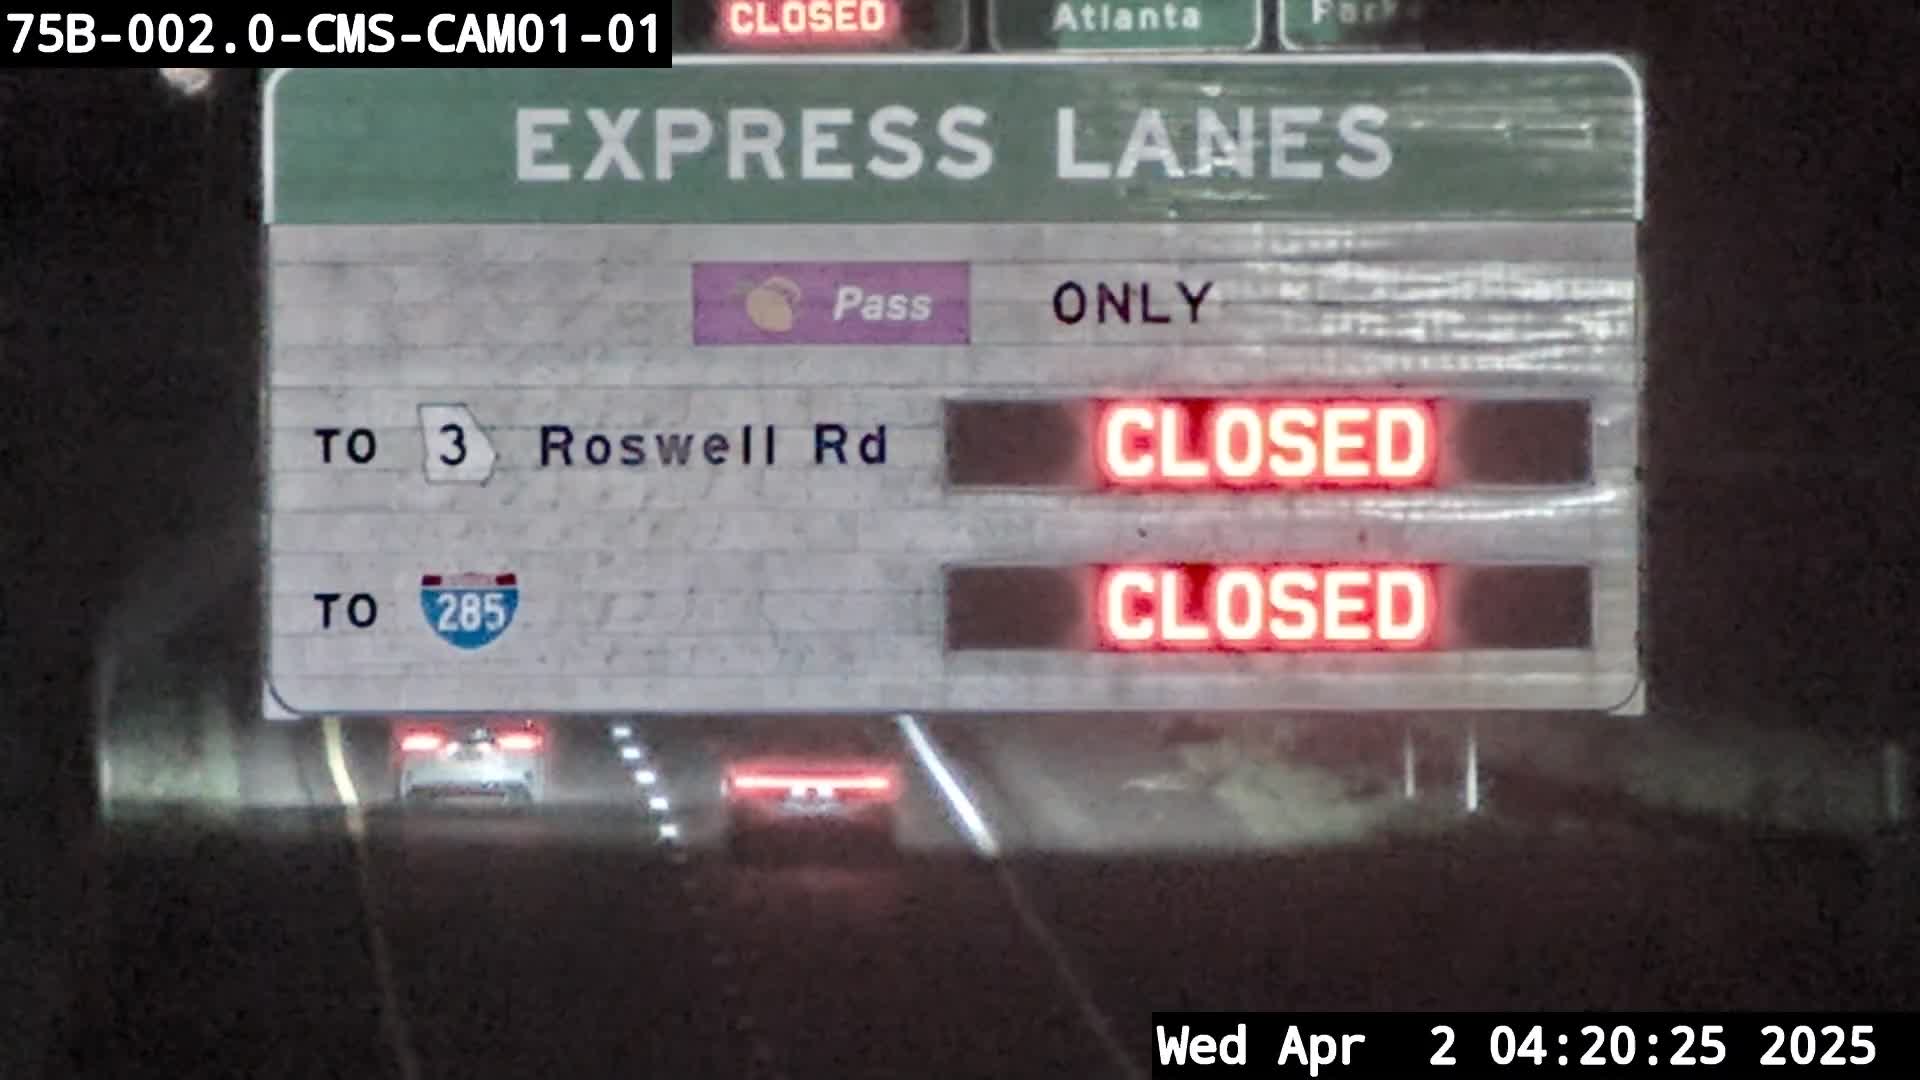 75B-002.0-CMS-CAM01-01
CLOSED
Atlanta
EXPRESS LANES
Pass ONLY
TO 3 Roswell Rd CLOSED
TO 285 CLOSED
Wed Apr 2 04:20:25 2025